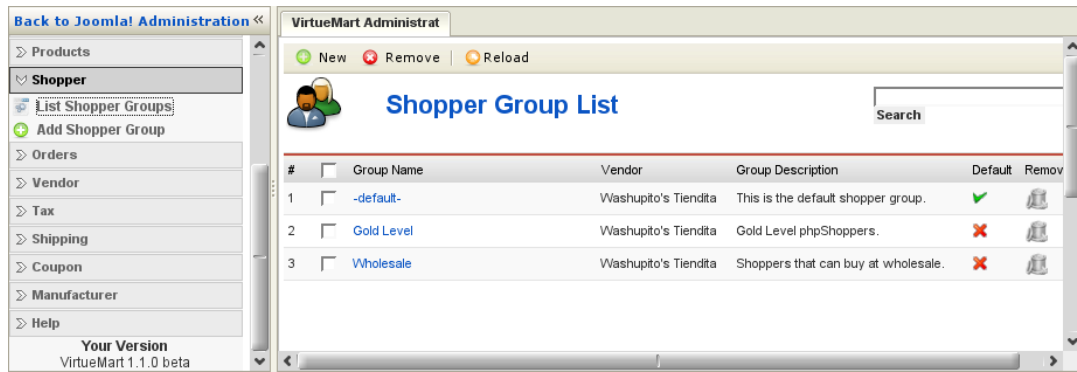 Back to Joomla! Administration «
Products
Shopper
List Shopper Groups
Add Shopper Group
Orders
Vendor
Tax
Shipping
Coupon
Manufacturer
Help
Your Version
VirtueMart 1.1.0 beta
VirtueMart Administrat
New Remove Reload
Shopper Group List
Search
# Group Name Vendor Group Description Default Remov
1 -default- Washupito's Tiendita This is the default shopper group.
2 Gold Level Washupito's Tiendita Gold Level phpShoppers.
3 Wholesale Washupito's Tiendita Shoppers that can buy at wholesale.